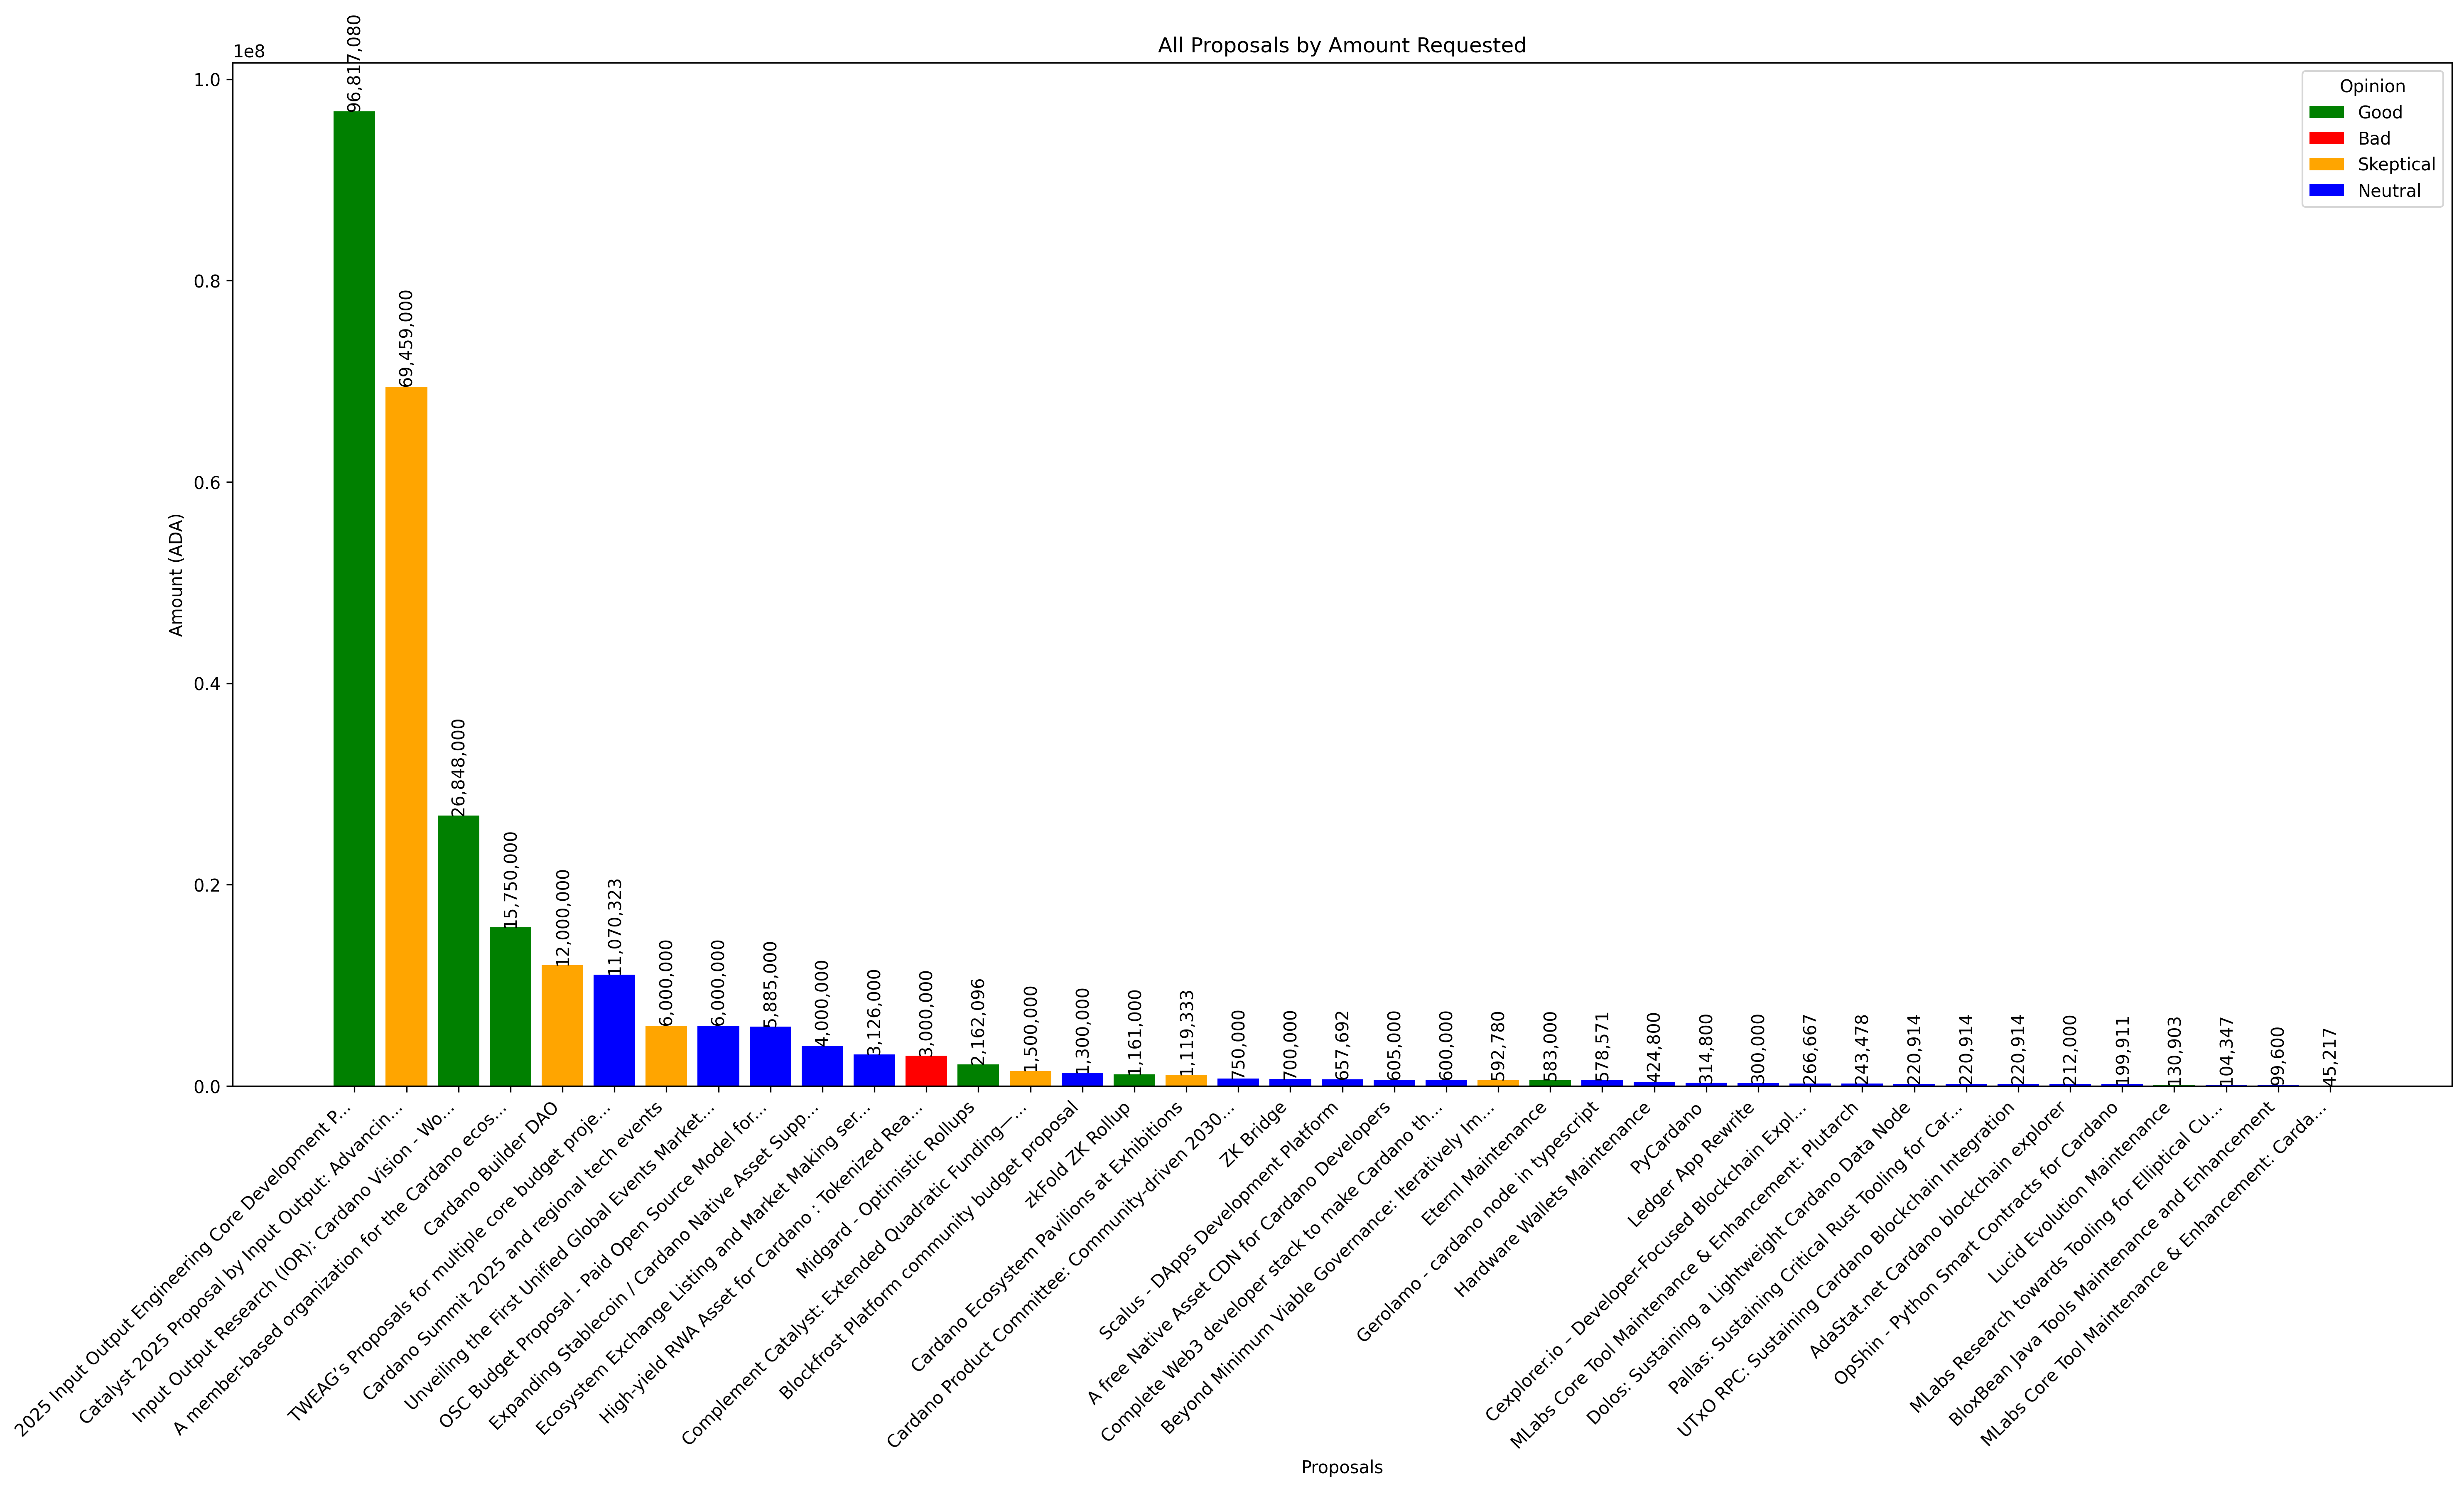 All Proposals by Amount Requested
1e8
1.0
0.8
0.6
0.4
0.2
0.0
Amount (ADA)
Opinion
Good
Bad
Skeptical
Neutral
96,817,080
69,459,000
26,848,000
15,750,000
12,000,000
11,070,323
6,000,000
6,000,000
5,885,000
4,000,000
3,126,000
3,000,000
2,162,096
1,500,000
1,300,000
1,161,000
1,119,333
750,000
700,000
657,692
605,000
600,000
592,780
583,000
578,571
424,800
314,800
300,000
266,667
243,478
220,914
220,914
220,914
212,000
199,911
130,903
104,347
99,600
45,217
2025 Input Output Engineering Core Development P...
Catalyst 2025 Proposal by Input Output: Advancin...
Input Output Research (IOR): Cardano Vision - Wo...
A member-based organization for the Cardano ecos...
Cardano Builder DAO
TWEAG's Proposals for multiple core budget proje...
Cardano Summit 2025 and regional tech events
Unveiling the First Unified Global Events Market...
OSC Budget Proposal - Paid Open Source Model for...
Expanding Stablecoin / Cardano Native Asset Supp...
Ecosystem Exchange Listing and Market Making ser...
High-yield RWA Asset for Cardano : Tokenized Rea...
Midgard - Optimistic Rollups
Complement Catalyst: Extended Quadratic Funding—...
Blockfrost Platform community budget proposal
zkFold ZK Rollup
Cardano Ecosystem Pavilions at Exhibitions
Cardano Product Committee: Community-driven 2030...
ZK Bridge
Scalus - DApps Development Platform
A free Native Asset CDN for Cardano Developers
Complete Web3 developer stack to make Cardano th...
Beyond Minimum Viable Governance: Iteratively Im...
Eternl Maintenance
Gerolamo - cardano node in typescript
Hardware Wallets Maintenance
PyCardano
Ledger App Rewrite
Cexplorer.io – Developer-Focused Blockchain Expl...
MLabs Core Tool Maintenance & Enhancement: Plutarch
Dolos: Sustaining a Lightweight Cardano Data Node
Pallas: Sustaining Critical Rust Tooling for Car...
UTxO RPC: Sustaining Cardano Blockchain Integration
AdaStat.net Cardano blockchain explorer
OpShin - Python Smart Contracts for Cardano
Lucid Evolution Maintenance
MLabs Research towards Tooling for Elliptical Cu...
BloxBean Java Tools Maintenance and Enhancement
MLabs Core Tool Maintenance & Enhancement: Carda...
Proposals